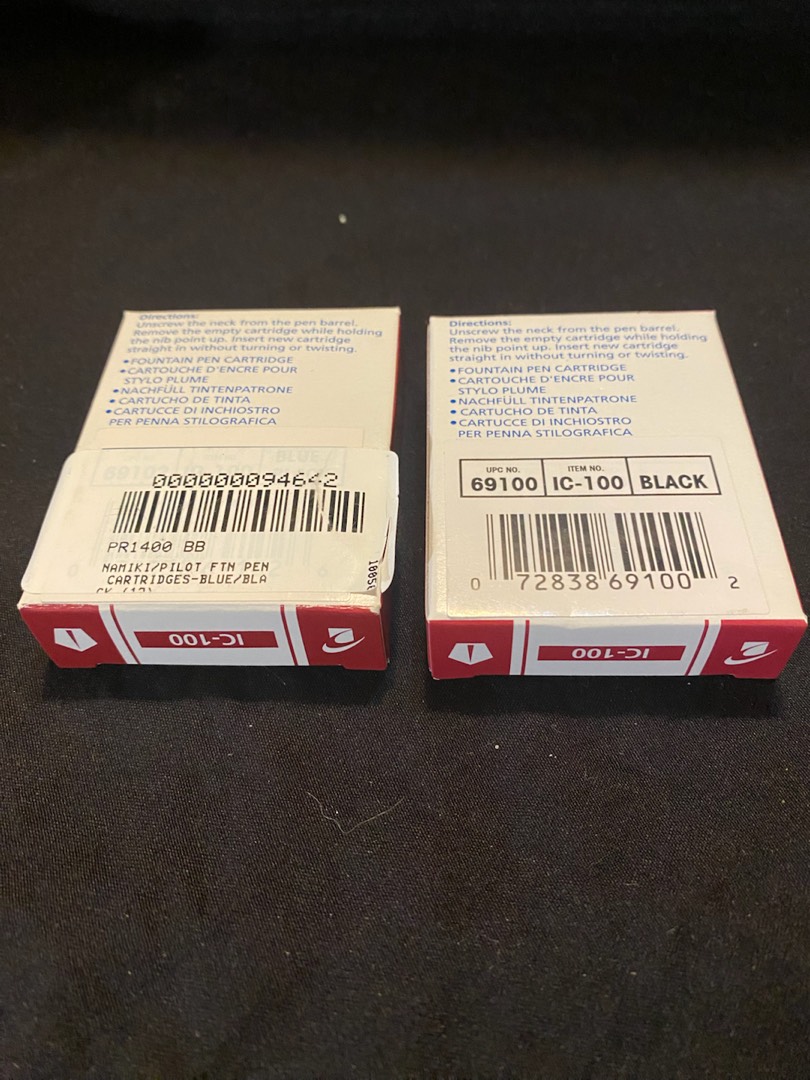 Directions:
Unscrew the neck from the pen barrel.
Remove the empty cartridge while holding
the nib point up. Insert new cartridge
straight in without turning or twisting.
•FOUNTAIN PEN CARTRIDGE
•CARTOUCHE D'ENCRE POUR
STYLO PLUME
•NACHFÜLL TINTENPATRONE
•CARTUCHO DE TINTA
•CARTUCCE DI INCHIOSTRO
PER PENNA STILOGRAFICA
000000094642
PR1400 BB
NAMIKI/PILOT FTN PEN
CARTRIDGES-BLUE/BLA
CK (12)
IC-100
Directions:
Unscrew the neck from the pen barrel.
Remove the empty cartridge while holding
the nib point up. Insert new cartridge
straight in without turning or twisting.
•FOUNTAIN PEN CARTRIDGE
•CARTOUCHE D'ENCRE POUR
STYLO PLUME
•NACHFÜLL TINTENPATRONE
•CARTUCHO DE TINTA
•CARTUCCE DI INCHIOSTRO
PER PENNA STILOGRAFICA
UPC NO. ITEM NO.
69100 IC-100 BLACK
0 72838 69100 2
IC-100